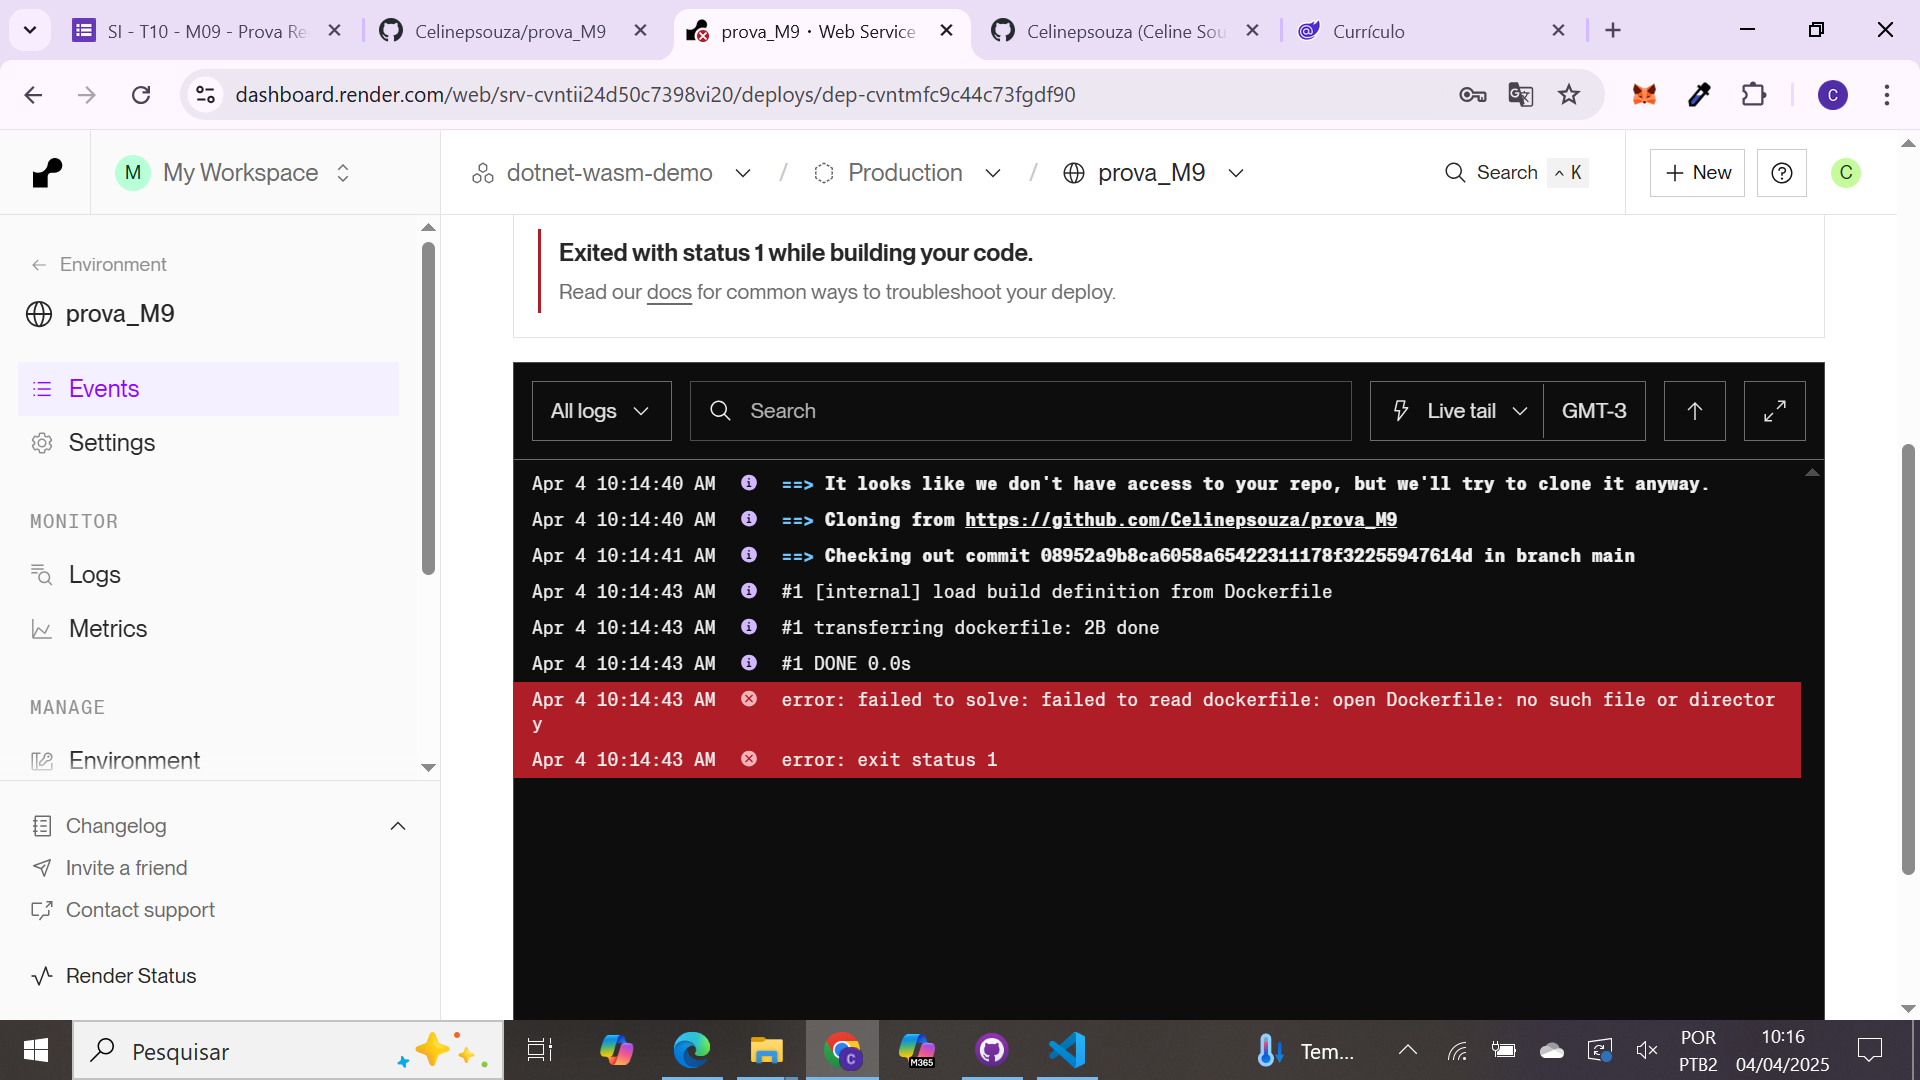 SI - T10 - M09 - Prova Re
Celinepsouza/prova_M9
prova_M9 · Web Service
Celinepsouza (Celine Sou
Currículo
dashboard.render.com/web/srv-cvntii24d50c7398vi20/deploys/dep-cvntmfc9c44c73fgdf90
C
M My Workspace
dotnet-wasm-demo / Production / prova_M9
Search ^ K
+ New
C
← Environment
prova_M9
Events
Settings
MONITOR
Logs
Metrics
MANAGE
Environment
Changelog
Invite a friend
Contact support
Render Status
Exited with status 1 while building your code.
Read our docs for common ways to troubleshoot your deploy.
All logs
Search
Live tail
GMT-3
Apr 4 10:14:40 AM ==> It looks like we don't have access to your repo, but we'll try to clone it anyway.
Apr 4 10:14:40 AM ==> Cloning from https://github.com/Celinepsouza/prova_M9
Apr 4 10:14:41 AM ==> Checking out commit 08952a9b8ca6058a65422311178f32255947614d in branch main
Apr 4 10:14:43 AM #1 [internal] load build definition from Dockerfile
Apr 4 10:14:43 AM #1 transferring dockerfile: 2B done
Apr 4 10:14:43 AM #1 DONE 0.0s
Apr 4 10:14:43 AM error: failed to solve: failed to read dockerfile: open Dockerfile: no such file or director
y
Apr 4 10:14:43 AM error: exit status 1
Pesquisar
C
M365
Tem...
POR
PTB2
10:16
04/04/2025